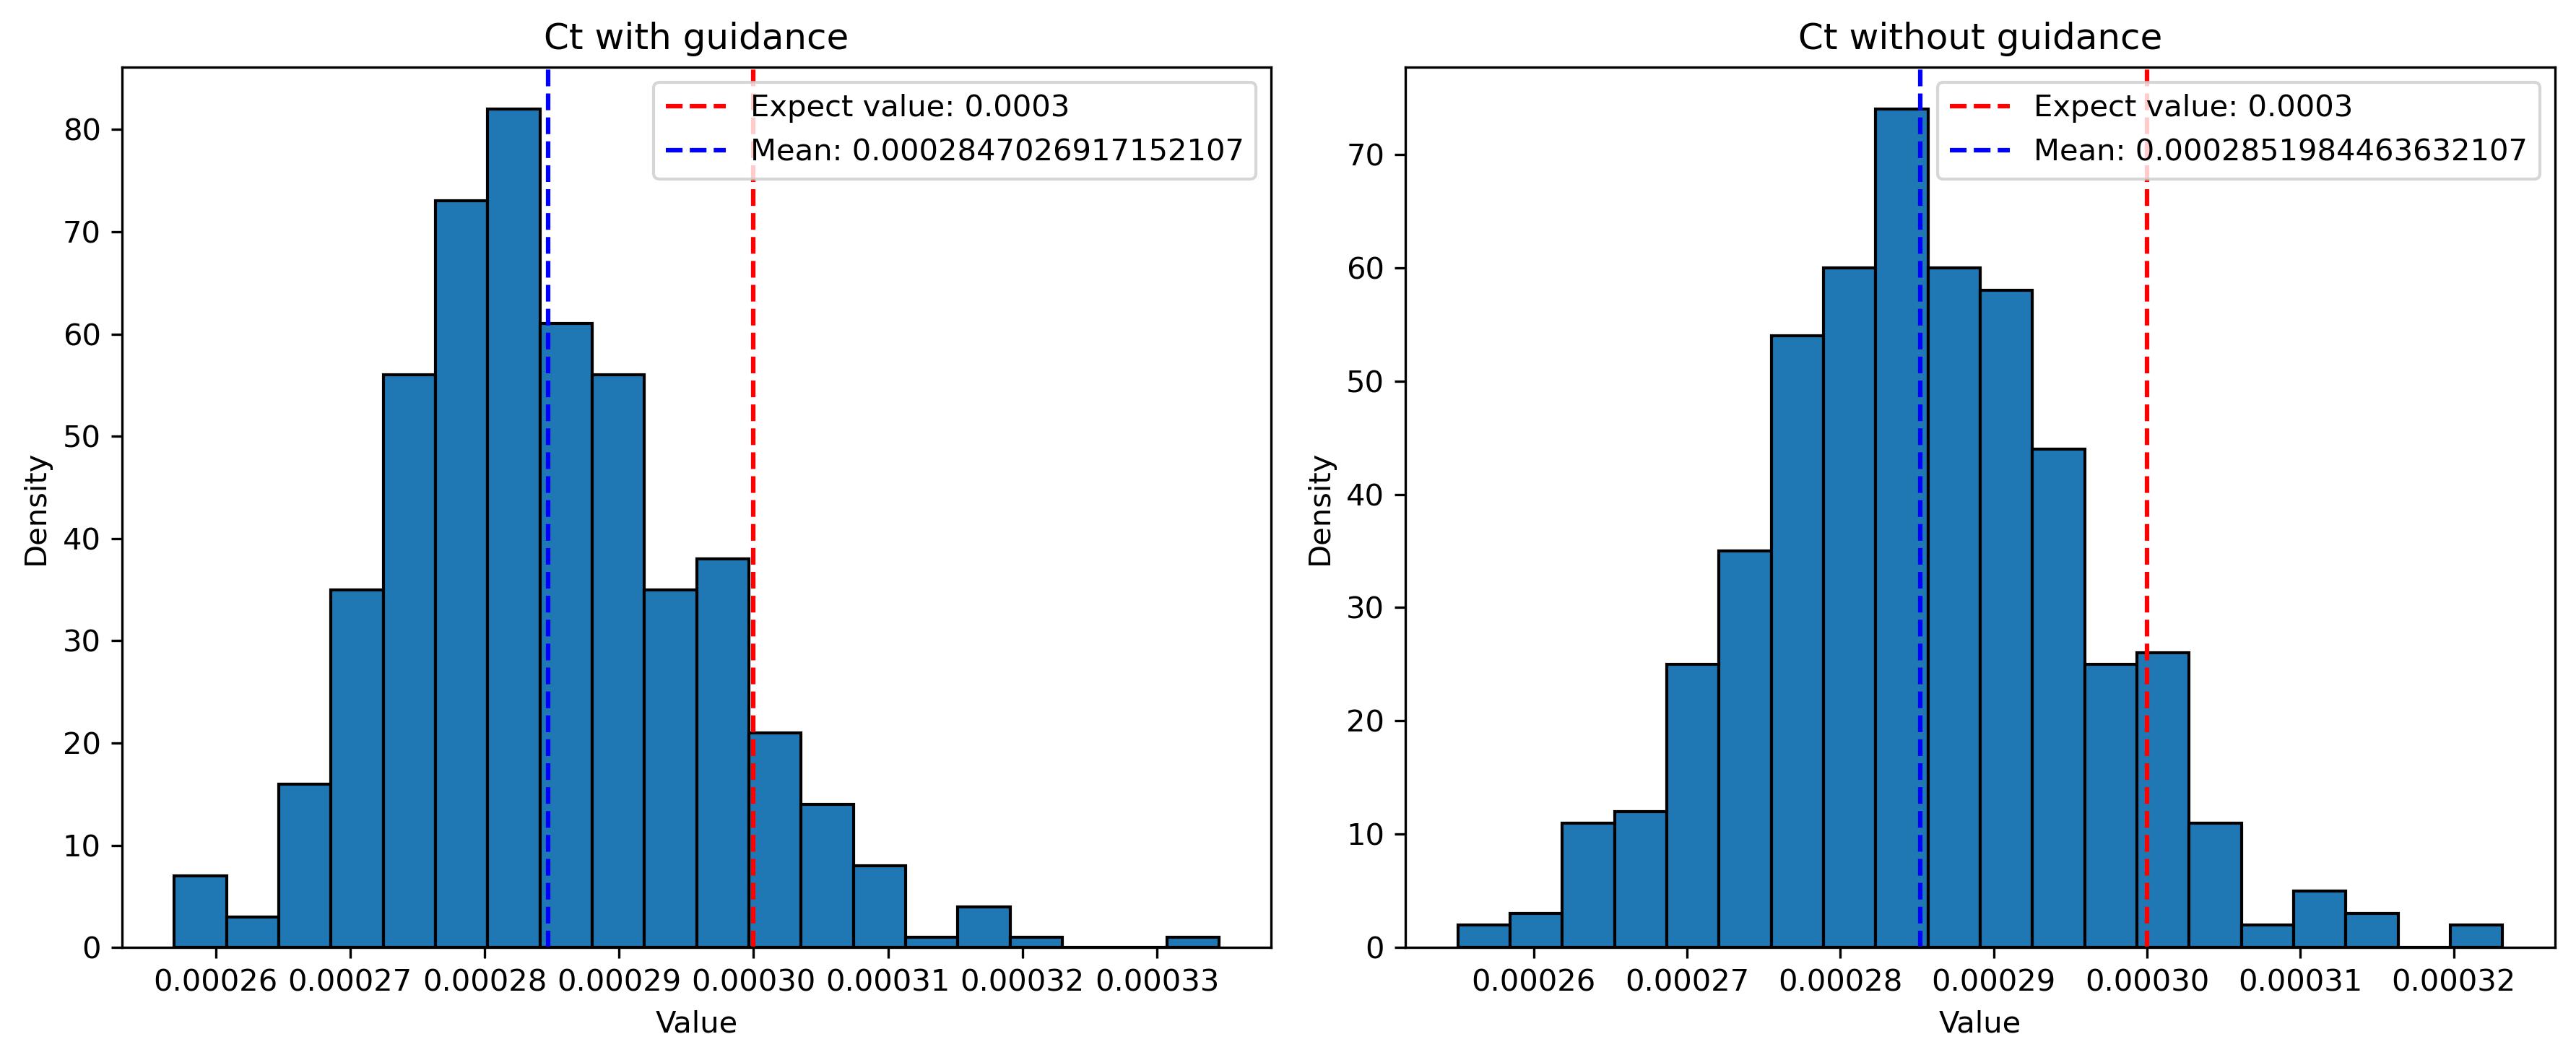 Ct with guidance
Expect value: 0.0003
Mean: 0.0002847026917152107
80
70
60
50
40
30
20
10
0
Density
0.00026 0.00027 0.00028 0.00029 0.00030 0.00031 0.00032 0.00033
Value
Ct without guidance
Expect value: 0.0003
Mean: 0.0002851984463632107
70
60
50
40
30
20
10
0
Density
0.00026 0.00027 0.00028 0.00029 0.00030 0.00031 0.00032
Value